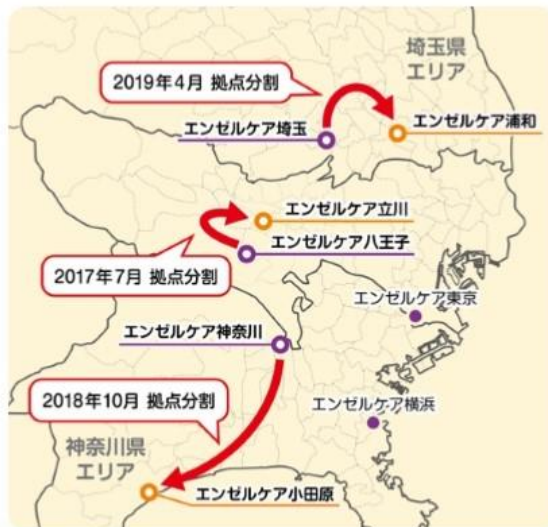 埼玉県
エリア
2019年4月 拠点分割
エンゼルケア埼玉
エンゼルケア浦和
エンゼルケア立川
エンゼルケア八王子
2017年7月 拠点分割
エンゼルケア東京
エンゼルケア神奈川
2018年10月 拠点分割
エンゼルケア横浜
神奈川県
エリア
エンゼルケア小田原